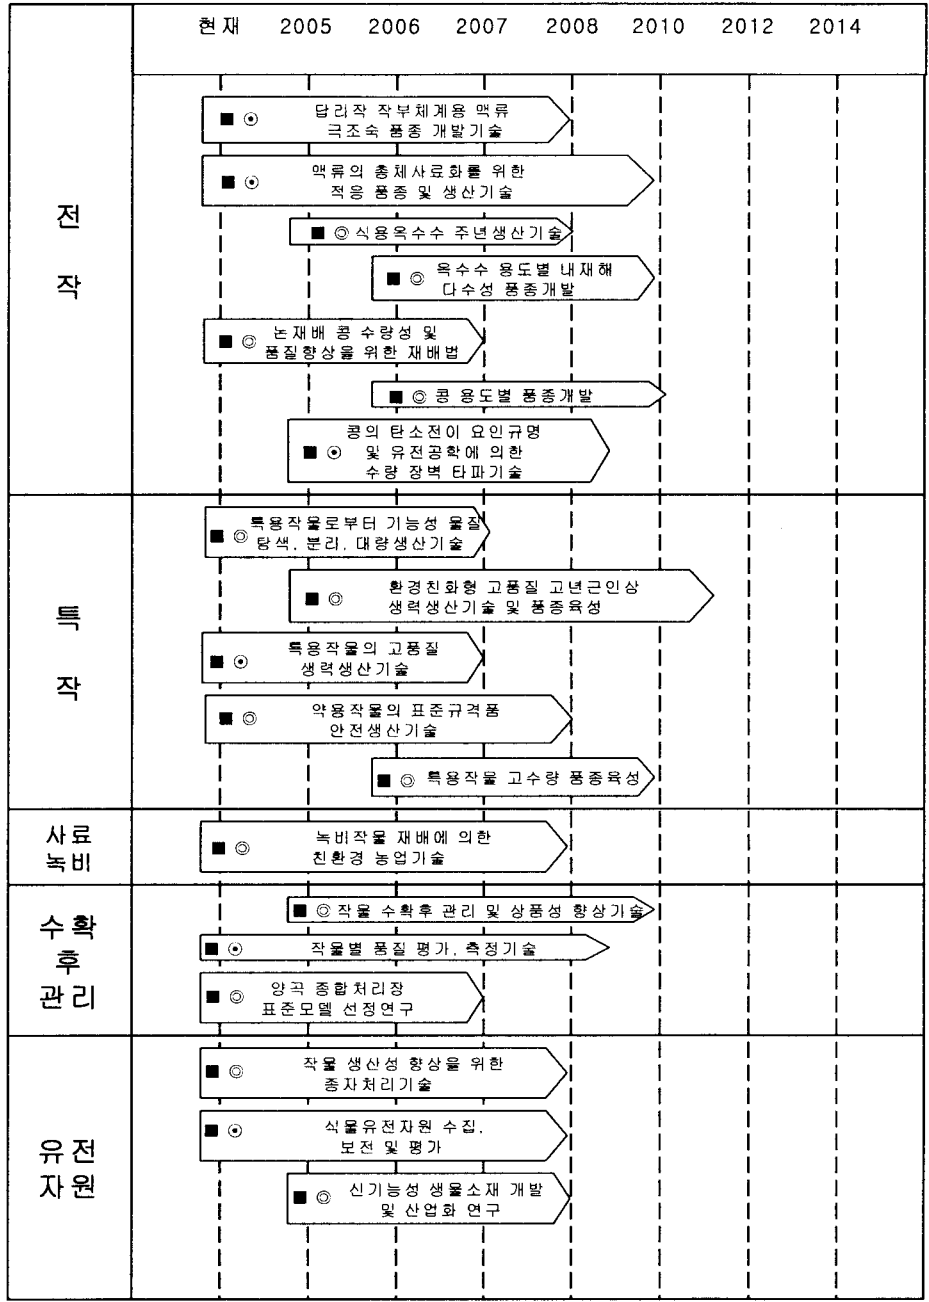 현재 2005 2006 2007 2008 2010 2012 2014
전
작
■ ⊙ 답리작 작부체계용 맥류
극조숙 품종 개발기술
■ ⊙ 맥류의 총체사료화를 위한
적응 품종 및 생산기술
■ ◎ 식용옥수수 주년생산기술
■ ◎ 옥수수 용도별 내재해
다수성 품종개발
■ ◎ 논재배 콩 수량성 및
품질향상을 위한 재배법
■ ◎ 콩 용도별 품종개발
■ ⊙ 콩의 탄소전이 요인규명
및 유전공학에 의한
수량 장벽 타파기술
특
작
■ ◎ 특용작물로부터 기능성 물질
탐색, 분리, 대량생산기술
■ ◎ 환경친화형 고품질 고년근인삼
생력생산기술 및 품종육성
■ ⊙ 특용작물의 고품질
생력생산기술
■ ◎ 약용작물의 표준규격품
안전생산기술
■ ◎ 특용작물 고수량 품종육성
사료
녹비
■ ◎ 녹비작물 재배에 의한
친환경 농업기술
수확
후
관리
■ ◎ 작물 수확후 관리 및 상품성 향상기술
■ ⊙ 작물별 품질 평가, 측정기술
■ ◎ 양곡 종합처리장
표준모델 선정연구
유전
자원
■ ◎ 작물 생산성 향상을 위한
종자처리기술
■ ⊙ 식물유전자원 수집,
보전 및 평가
■ ◎ 신기능성 생물소재 개발
및 산업화 연구